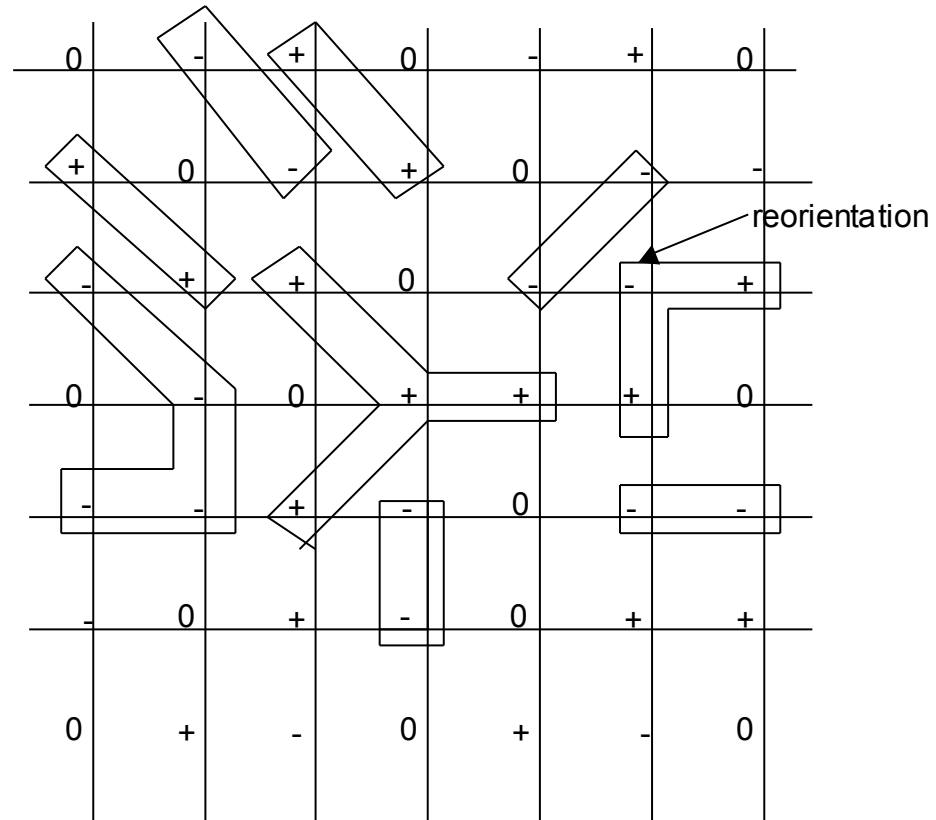 0 - + 0 - + 0
+ 0 - + 0 - -
reorientation
- + + 0 - - +
0 - 0 + + + 0
- - + - 0 - -
- 0 + - 0 + +
0 + - 0 + - 0